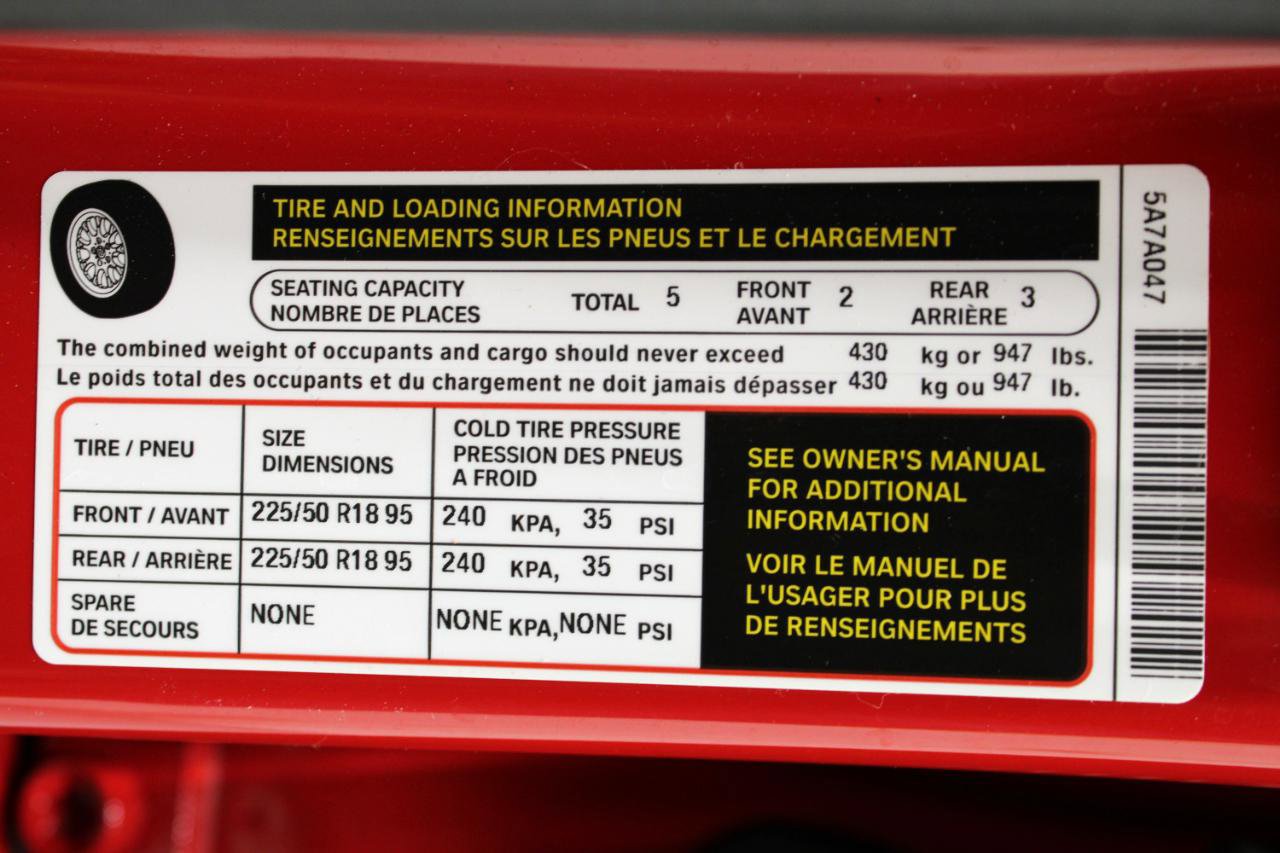 TIRE AND LOADING INFORMATION
RENSEIGNEMENTS SUR LES PNEUS ET LE CHARGEMENT
SEATING CAPACITY
NOMBRE DE PLACES
TOTAL 5
FRONT
AVANT
2
REAR
ARRIÈRE
3
The combined weight of occupants and cargo should never exceed 430 kg or 947 lbs.
Le poids total des occupants et du chargement ne doit jamais dépasser 430 kg ou 947 lb.
TIRE / PNEU
SIZE
DIMENSIONS
COLD TIRE PRESSURE
PRESSION DES PNEUS
A FROID
FRONT / AVANT 225/50 R18 95 240 KPA, 35 PSI
REAR / ARRIÈRE 225/50 R18 95 240 KPA, 35 PSI
SPARE
DE SECOURS
NONE NONE KPA, NONE PSI
SEE OWNER'S MANUAL
FOR ADDITIONAL
INFORMATION
VOIR LE MANUEL DE
L'USAGER POUR PLUS
DE RENSEIGNEMENTS
5A7A047